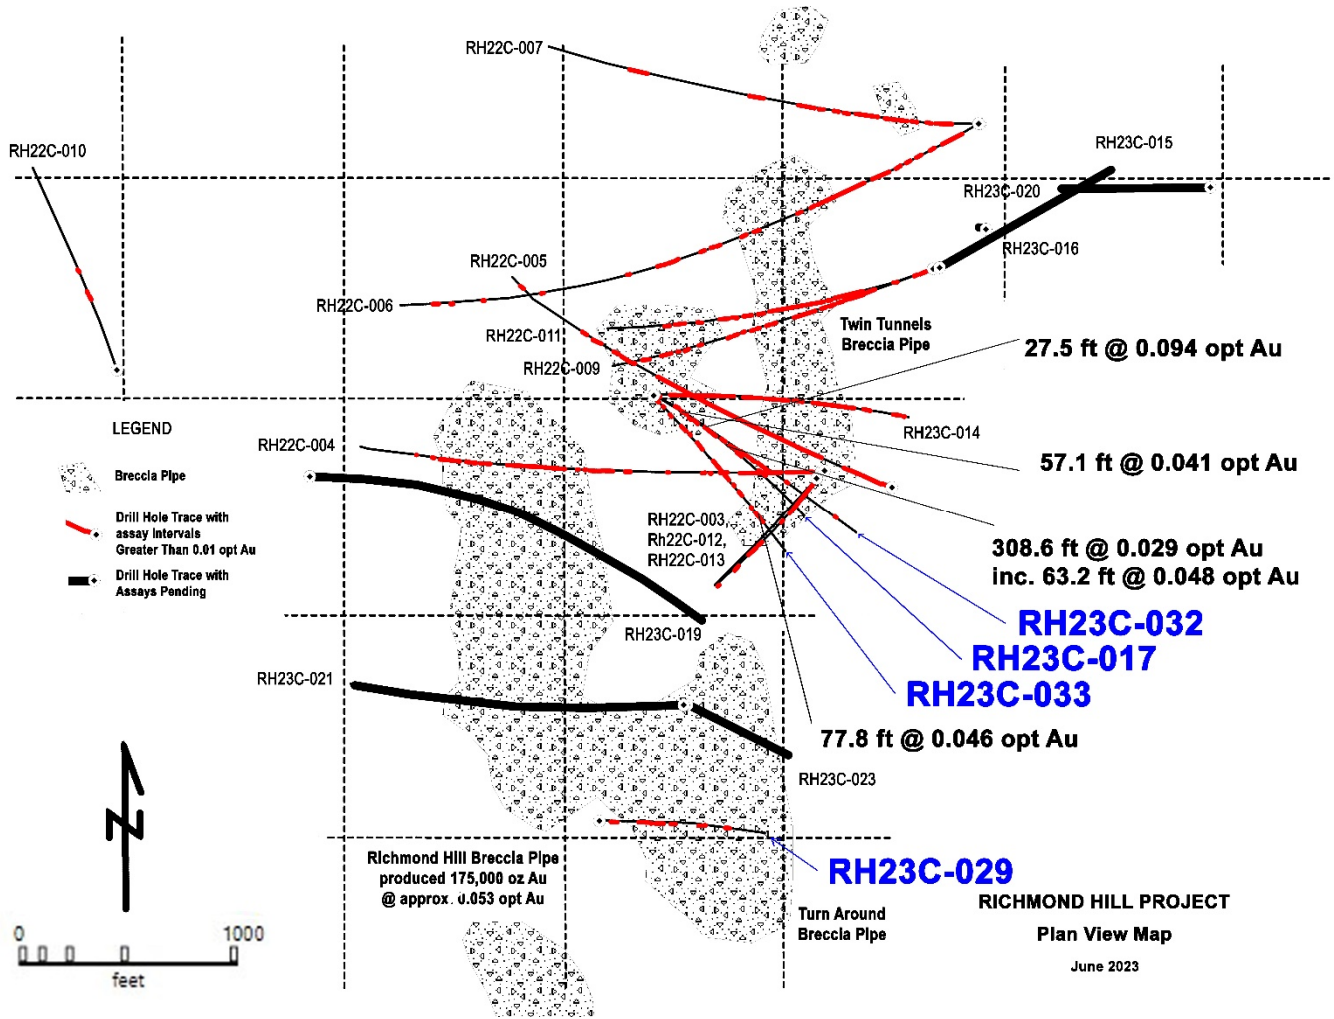 RH22C-007
RH22C-010
RH23C-015
RH23C-020
RH23C-016
RH22C-005
RH22C-006
RH22C-011
RH22C-009
Twin Tunnels
Breccia Pipe
27.5 ft @ 0.094 opt Au
LEGEND
Breccia Pipe
Drill Hole Trace with
assay Intervals
Greater Than 0.01 opt Au
Drill Hole Trace with
Assays Pending
RH22C-004
RH23C-014
57.1 ft @ 0.041 opt Au
RH22C-003,
Rh22C-012,
RH22C-013
308.6 ft @ 0.029 opt Au
inc. 63.2 ft @ 0.048 opt Au
RH23C-032
RH23C-017
RH23C-033
RH23C-019
RH23C-021
77.8 ft @ 0.046 opt Au
RH23C-023
Richmond Hill Breccia Pipe
produced 175,000 oz Au
@ approx. 0.053 opt Au
RH23C-029
Turn Around
Breccia Pipe
RICHMOND HILL PROJECT
Plan View Map
June 2023
N
0 1000
feet